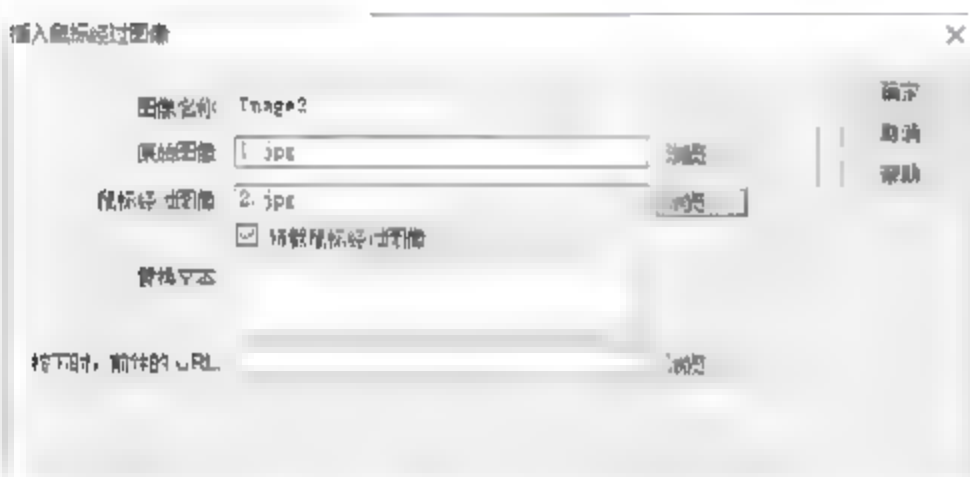 插入鼠标经过图像
图像名称 Image2
原始图像 1.jpg 浏览
鼠标经过图像 2.jpg 浏览
预载鼠标经过图像
替换文本
按下时，前往的 URL 浏览
确定
取消
帮助